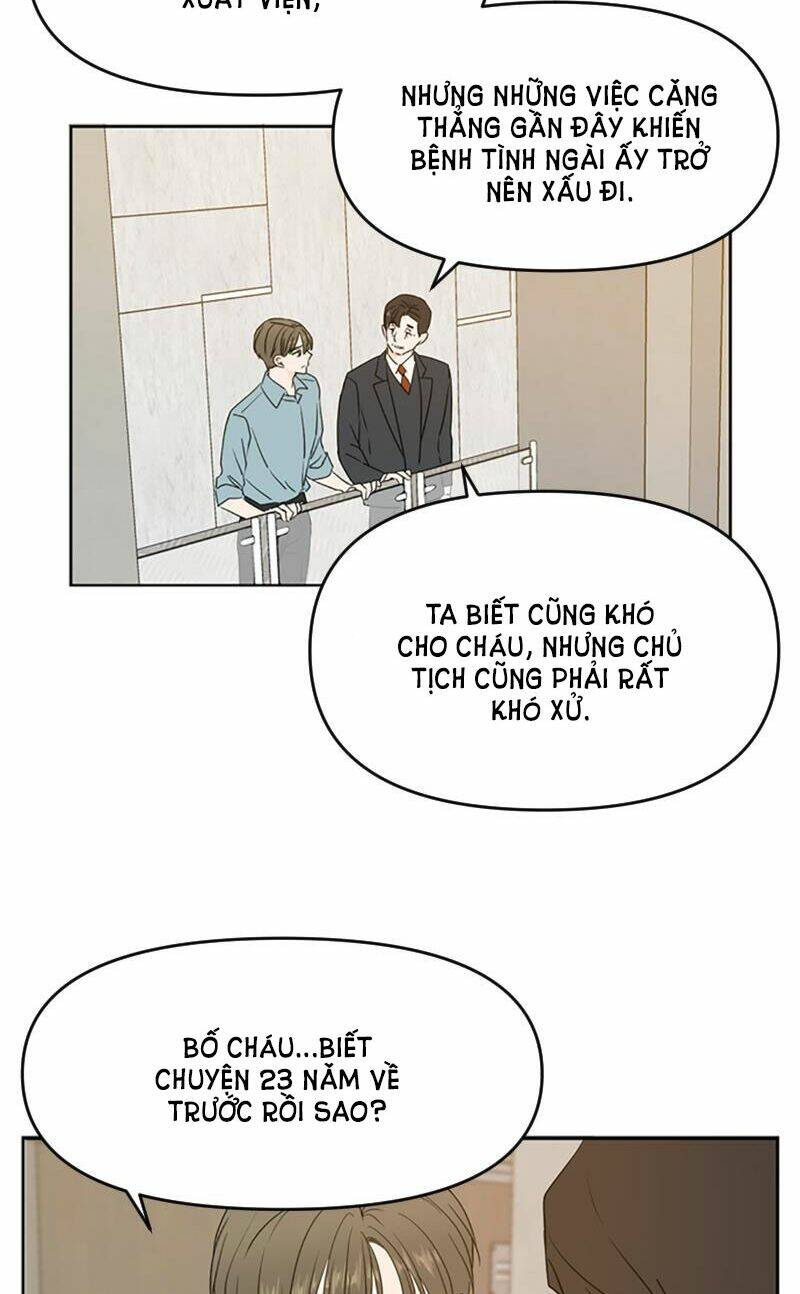 XUẤT VIỆN,
NHƯNG NHỮNG VIỆC CĂNG
THẲNG GẦN ĐÂY KHIẾN
BỆNH TÌNH NGÀI ẤY TRỞ
NÊN XẤU ĐI.
TA BIẾT CŨNG KHÓ
CHO CHÁU, NHƯNG CHỦ
TỊCH CŨNG PHẢI RẤT
KHÓ XỬ.
BỐ CHÁU...BIẾT
CHUYỆN 23 NĂM VỀ
TRƯỚC RỒI SAO?